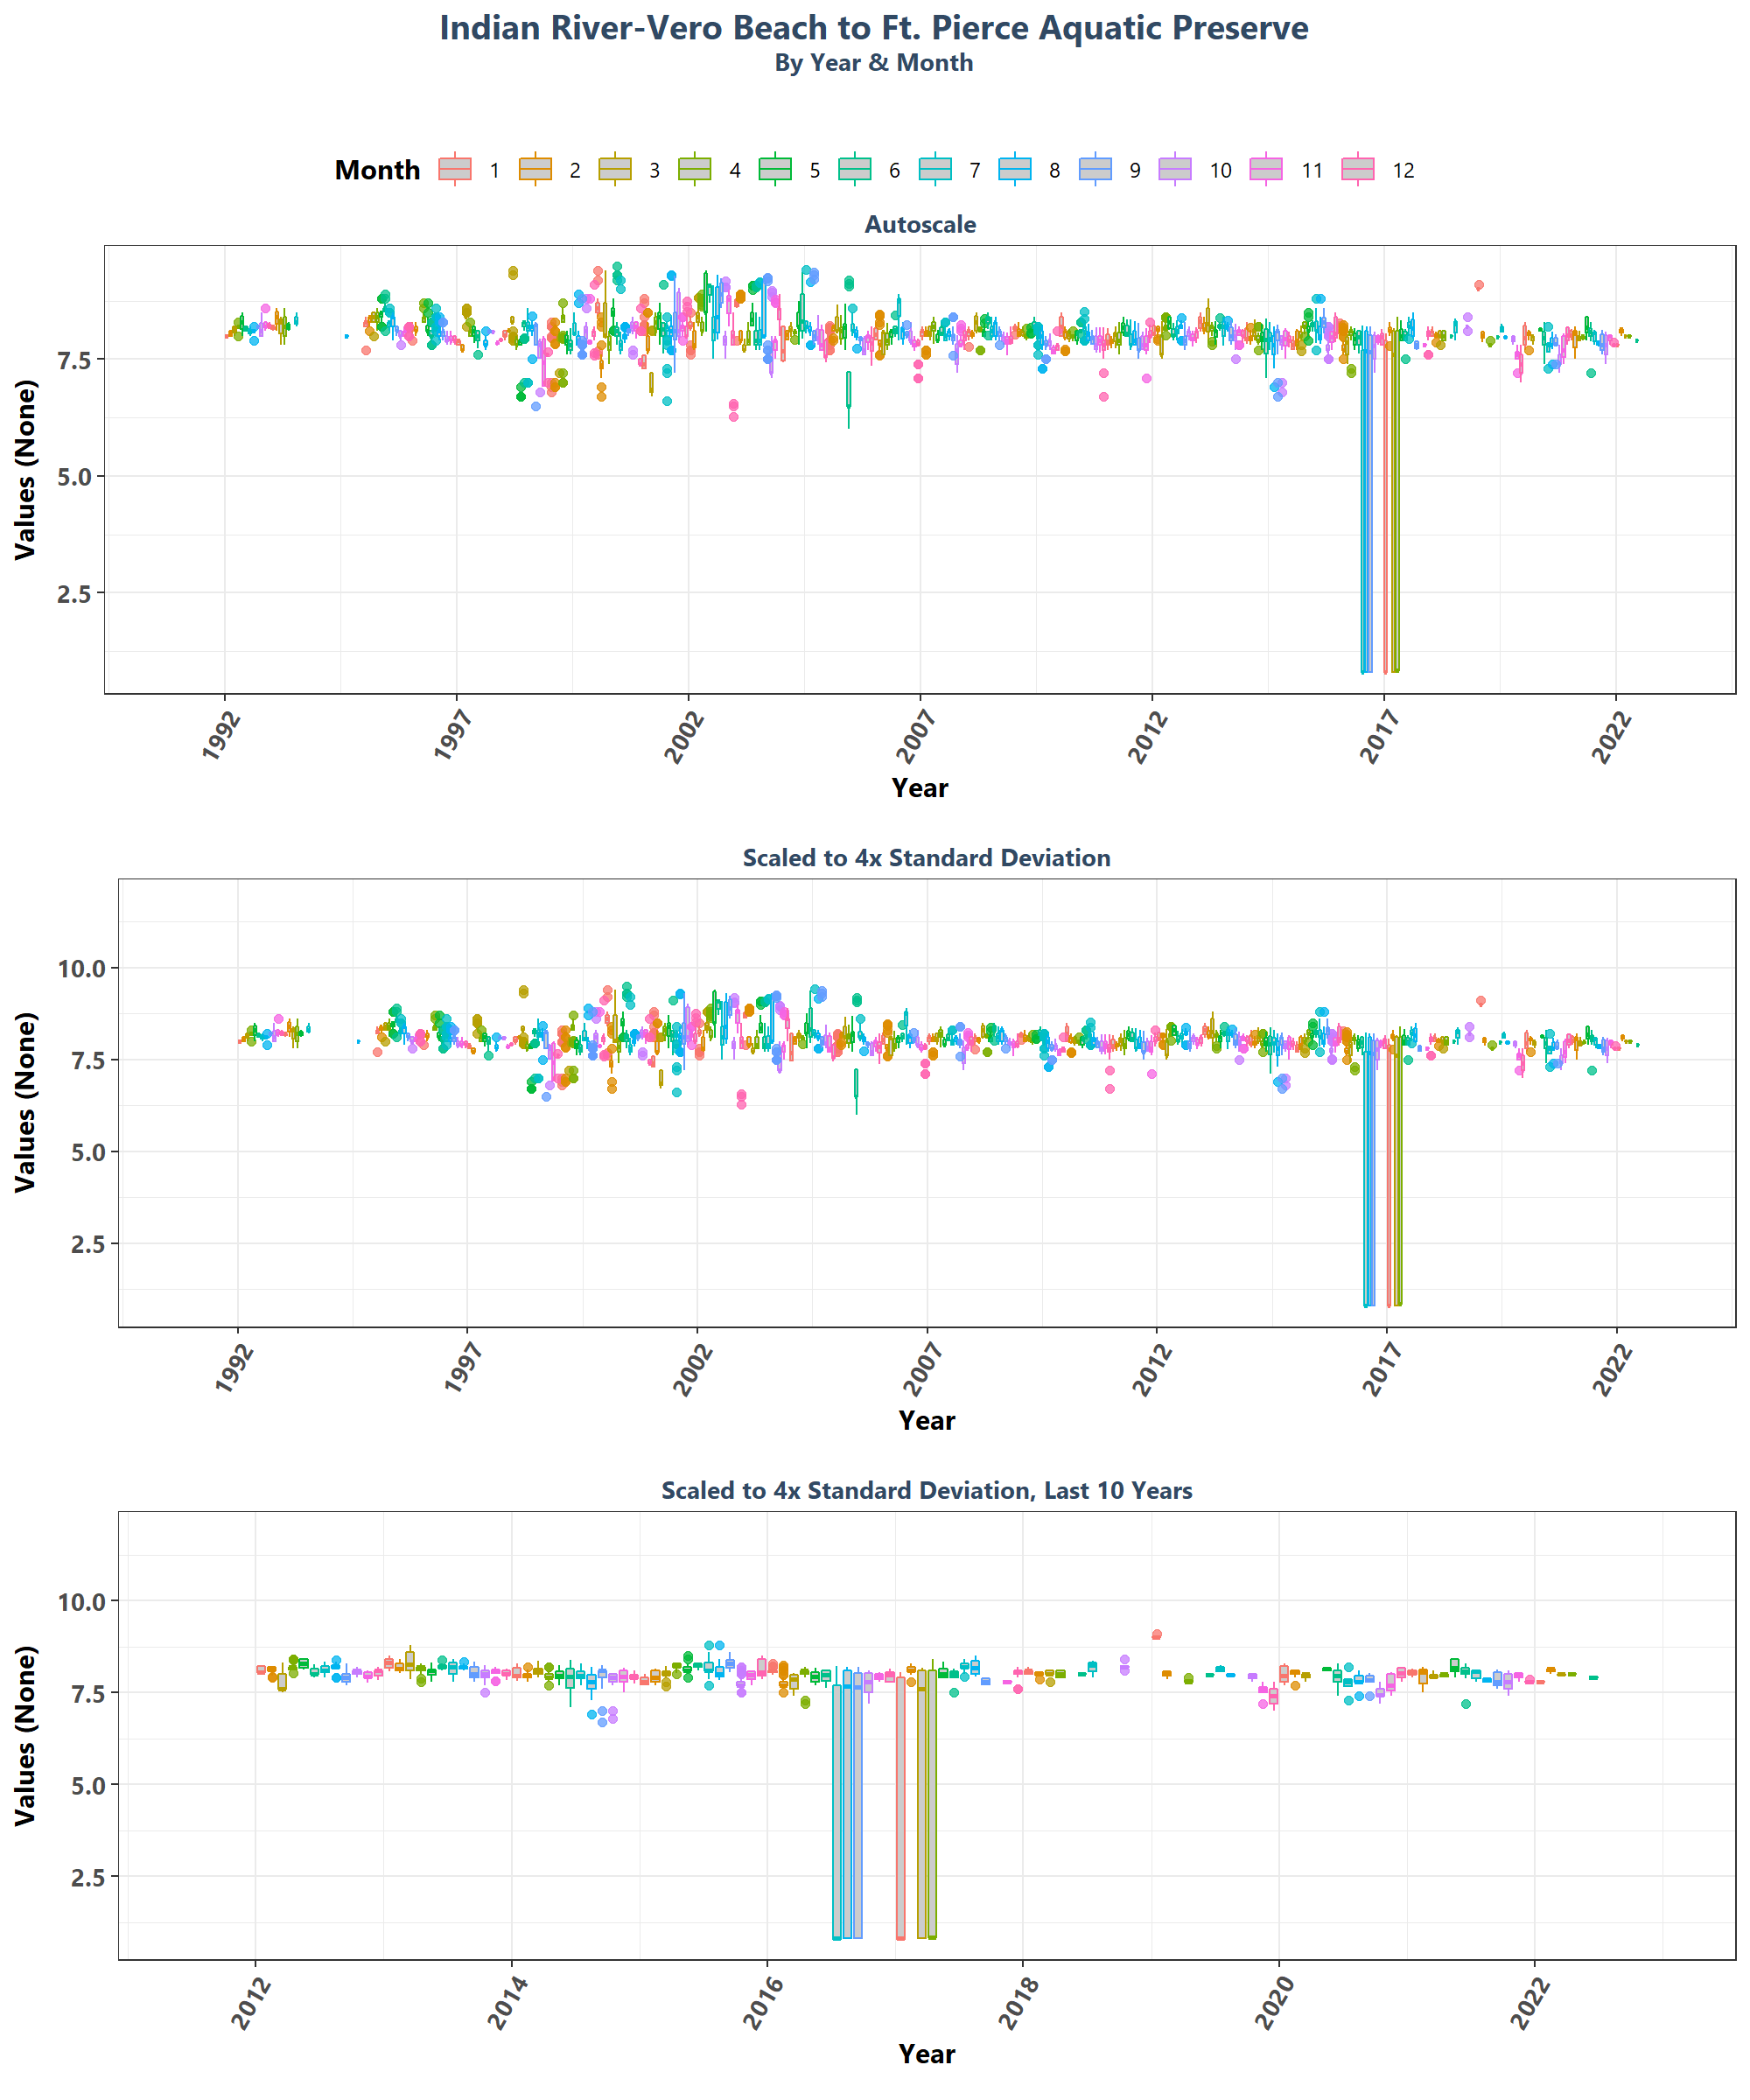 Indian River-Vero Beach to Ft. Pierce Aquatic Preserve
By Year & Month
Month 1 2 3 4 5 6 7 8 9 10 11 12
Autoscale
Values (None)
7.5
5.0
2.5
1992 1997 2002 2007 2012 2017 2022
Year
Scaled to 4x Standard Deviation
Values (None)
10.0
7.5
5.0
2.5
1992 1997 2002 2007 2012 2017 2022
Year
Scaled to 4x Standard Deviation, Last 10 Years
Values (None)
10.0
7.5
5.0
2.5
2012 2014 2016 2018 2020 2022
Year